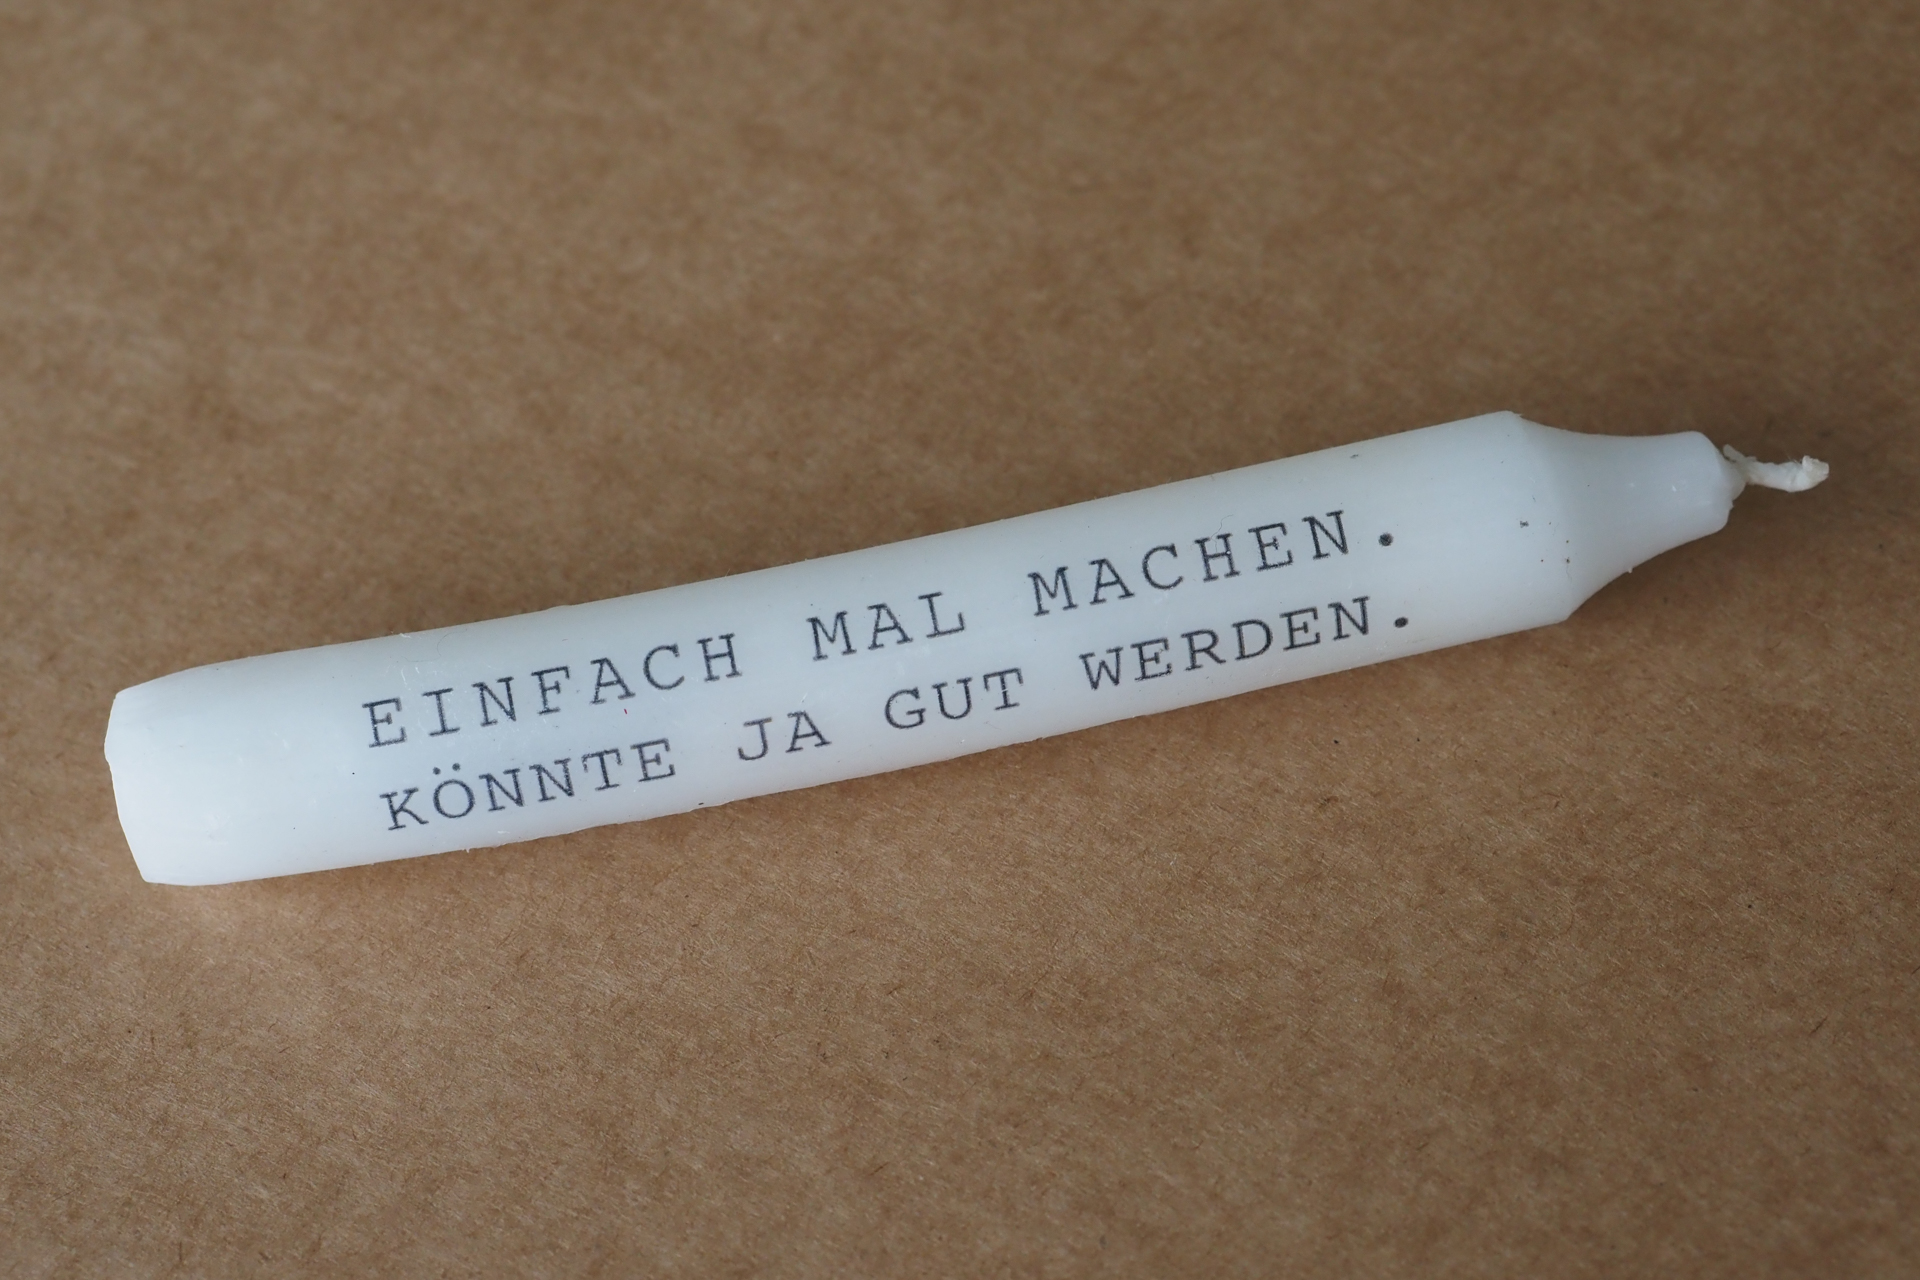 EINFACH MAL MACHEN.
KÖNNTE JA GUT WERDEN.